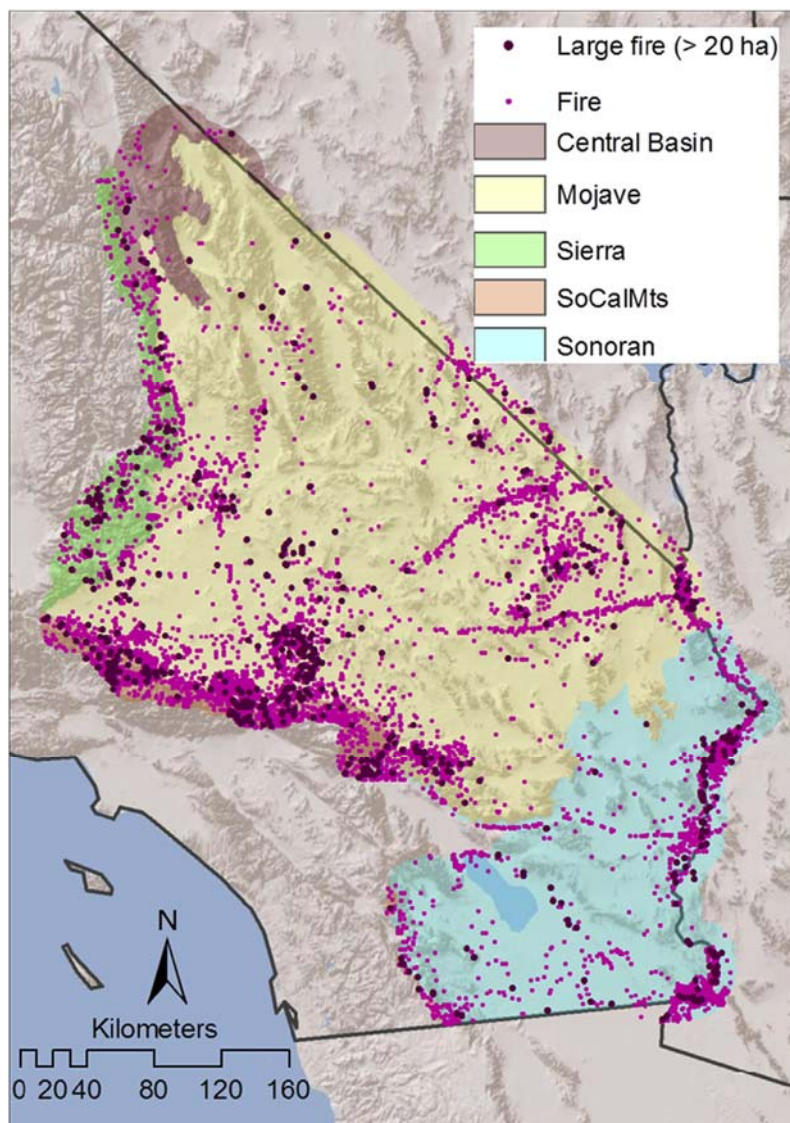 Large fire (> 20 ha)
Fire
Central Basin
Mojave
Sierra
SoCalMts
Sonoran
N
Kilometers
0 20 40 80 120 160